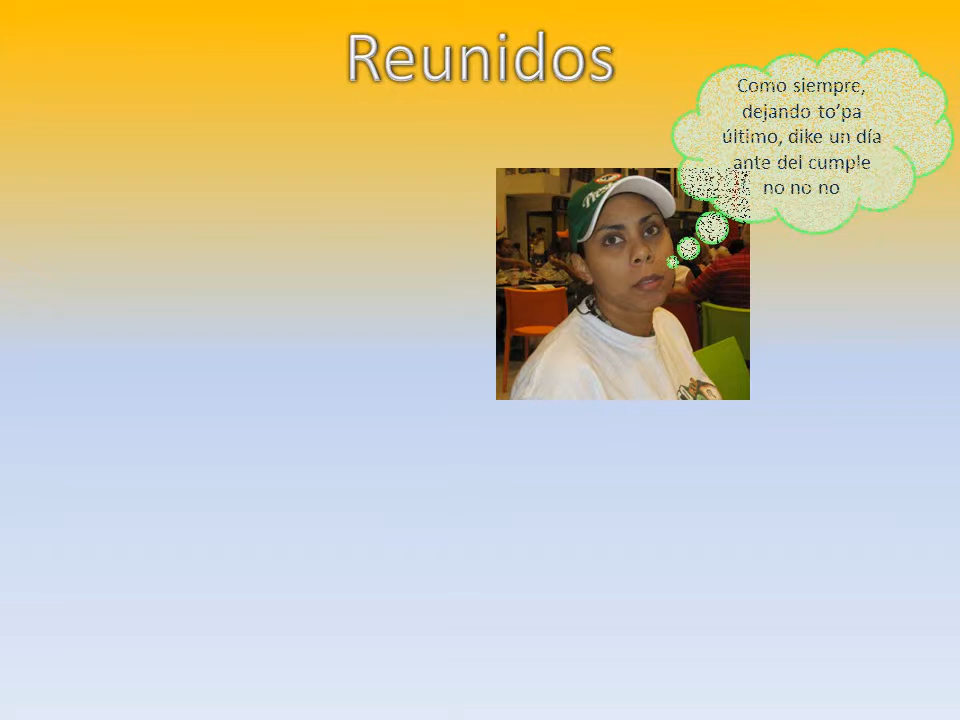 Reunidos
Como siempre,
dejando to’pa
último, dike un día
ante del cumple
no no no